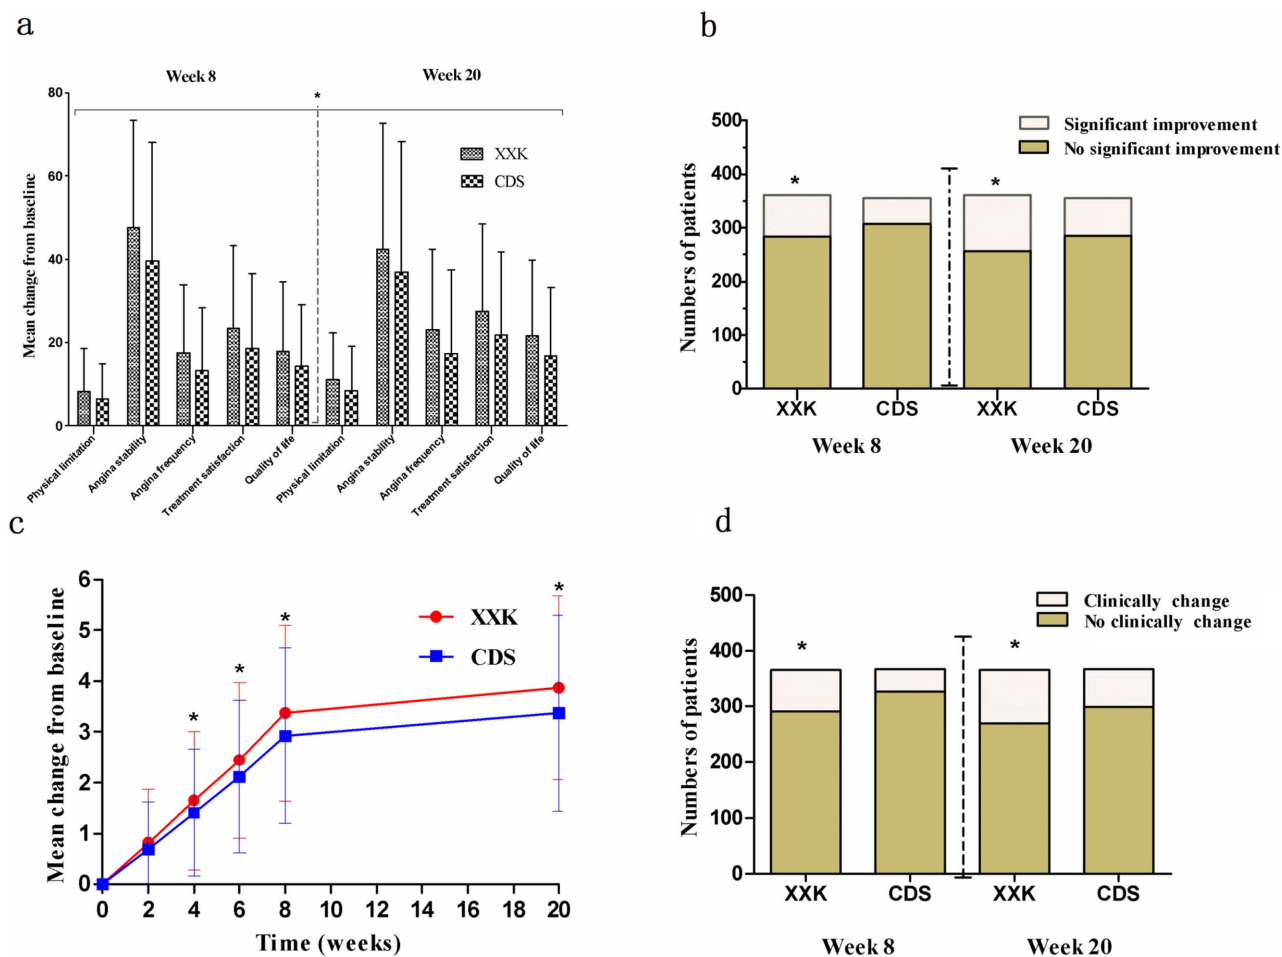 a
Week 8
Week 20
*
XXK
CDS
Mean change from baseline
80
60
40
20
0
Physical limitation
Angina stability
Angina frequency
Treatment satisfaction
Quality of life
Physical limitation
Angina stability
Angina frequency
Treatment satisfaction
Quality of life
b
Significant improvement
No significant improvement
Numbers of patients
500
400
300
200
100
0
* *
XXK CDS XXK CDS
Week 8 Week 20
c
Mean change from baseline
6
5
4
3
2
1
0
XXK
CDS
* * * *
0 2 4 6 8 10 12 14 16 18 20
Time (weeks)
d
Clinically change
No clinically change
Numbers of patients
500
400
300
200
100
0
* *
XXK CDS XXK CDS
Week 8 Week 20